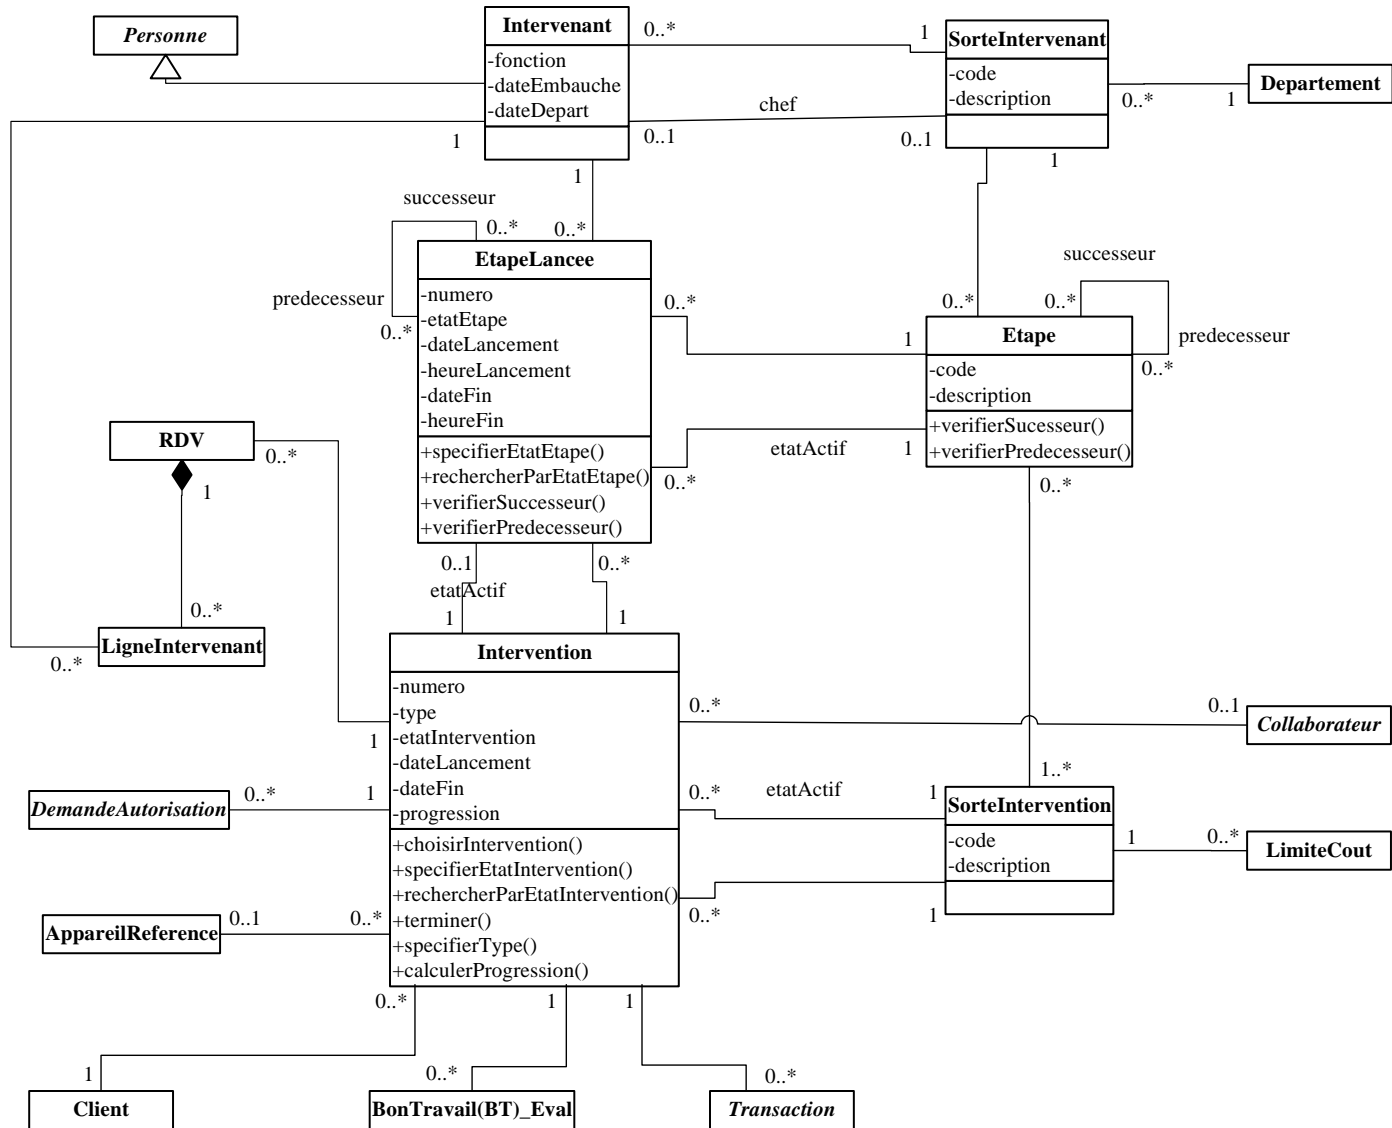 Personne
Intervenant
-fonction
-dateEmbauche
-dateDepart
0..*
1
SorteIntervenant
-code
-description
0..*
1
Departement
chef
0..1
0..1
1
1
1
successeur
0..*
0..*
predecesseur
0..*
EtapeLancee
-numero
-etatEtape
-dateLancement
-heureLancement
-dateFin
-heureFin
+specifierEtatEtape()
+rechercherParEtatEtape()
+verifierSuccesseur()
+verifierPredecesseur()
0..*
1
etatActif
0..*
1
successeur
0..*
0..*
predecesseur
0..*
Etape
-code
-description
+verifierSucesseur()
+verifierPredecesseur()
0..*
RDV
0..*
1
0..*
LigneIntervenant
0..*
0..1
0..*
etatActif
1
1
Intervention
-numero
-type
-etatIntervention
-dateLancement
-dateFin
-progression
+choisirIntervention()
+specifierEtatIntervention()
+rechercherParEtatIntervention()
+terminer()
+specifierType()
+calculerProgression()
1
0..*
0..1
Collaborateur
1..*
DemandeAutorisation
0..*
1
0..*
etatActif
1
SorteIntervention
-code
-description
1
0..*
LimiteCout
0..*
1
AppareilReference
0..1
0..*
0..*
1
1
1
0..*
0..*
Client
BonTravail(BT)_Eval
Transaction